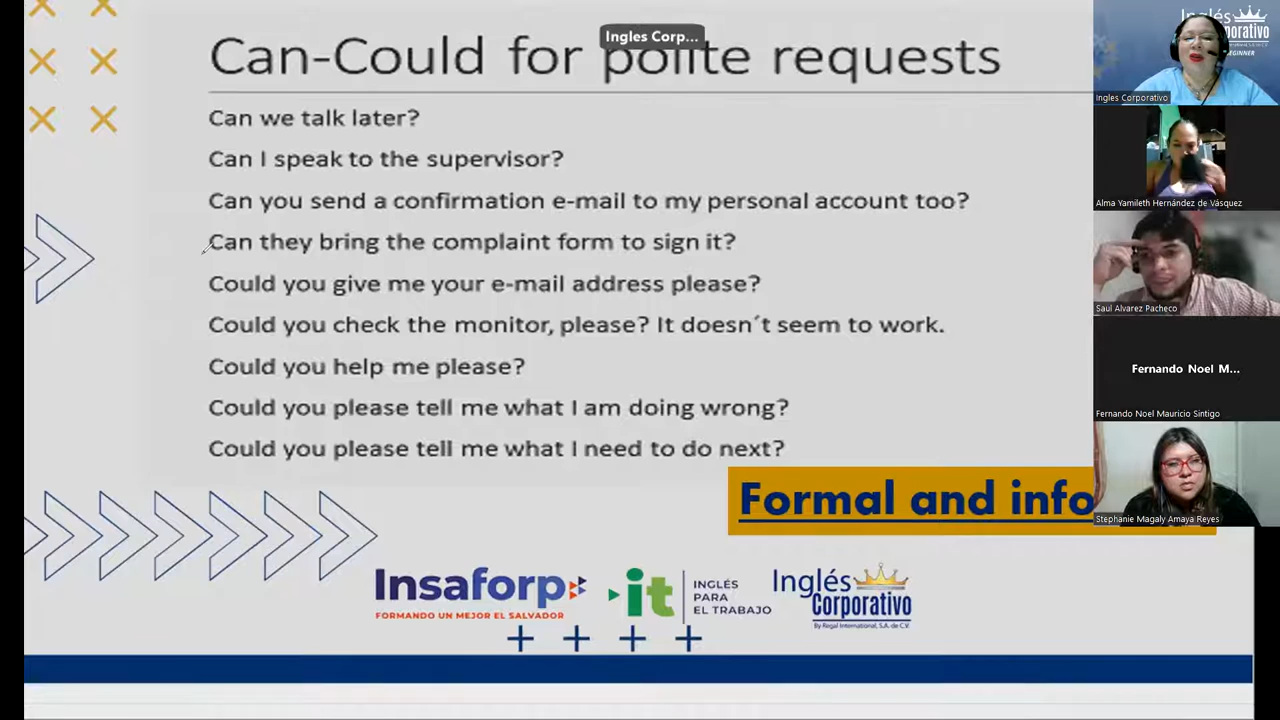 Ingles Corp...
Can-Could for polite requests
Can we talk later?
Can I speak to the supervisor?
Can you send a confirmation e-mail to my personal account too?
Can they bring the complaint form to sign it?
Could you give me your e-mail address please?
Could you check the monitor, please? It doesn´t seem to work.
Could you help me please?
Could you please tell me what I am doing wrong?
Could you please tell me what I need to do next?
Formal and info
Insaforp
FORMANDO UN MEJOR EL SALVADOR
it
INGLÉS
PARA
EL TRABAJO
Inglés
Corporativo
By Regal International, S.A. de C.V.
Inglés
Corporativo
Ingles Corporativo
Alma Yamileth Hernández de Vásquez
Saul Alvarez Pacheco
Fernando Noel M...
Fernando Noel Mauricio Sintigo
Stephanie Magaly Amaya Reyes